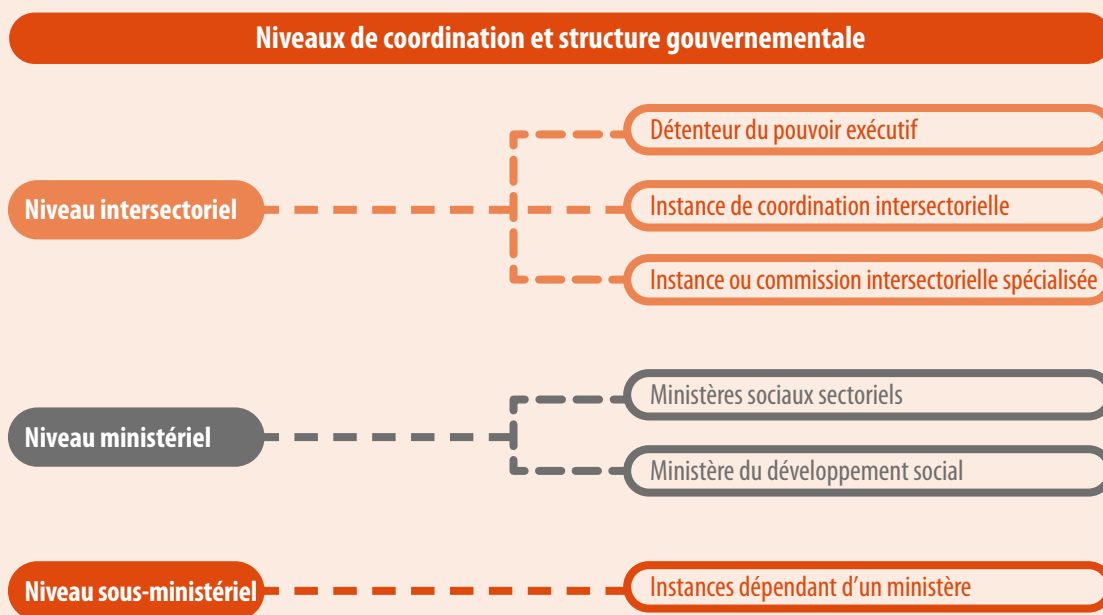 Niveaux de coordination et structure gouvernementale
Détenteur du pouvoir exécutif
Niveau intersectoriel
Instance de coordination intersectorielle
Instance ou commission intersectorielle spécialisée
Ministères sociaux sectoriels
Niveau ministériel
Ministère du développement social
Niveau sous-ministériel
Instances dépendant d’un ministère